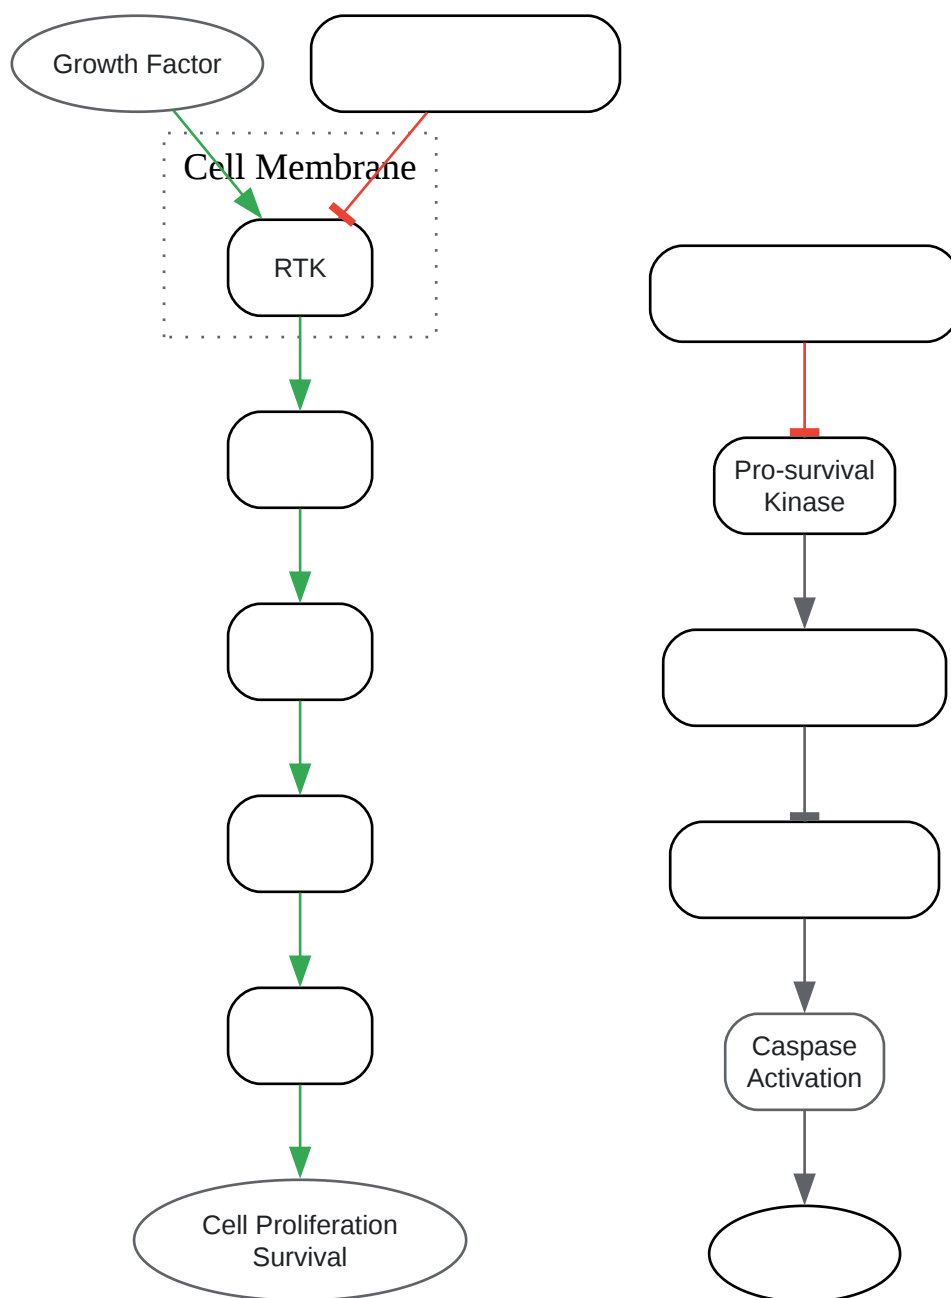 Growth Factor
Cell Membrane
RTK
Pro-survival
Kinase
Caspase
Activation
Cell Proliferation
Survival